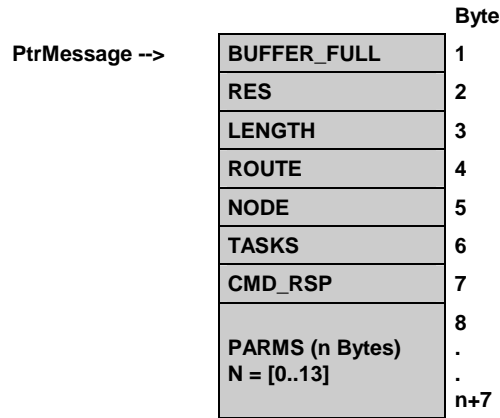 Byte
PtrMessage --> BUFFER_FULL 1
RES 2
LENGTH 3
ROUTE 4
NODE 5
TASKS 6
CMD_RSP 7
8
PARMS (n Bytes) .
N = [0..13] .
n+7